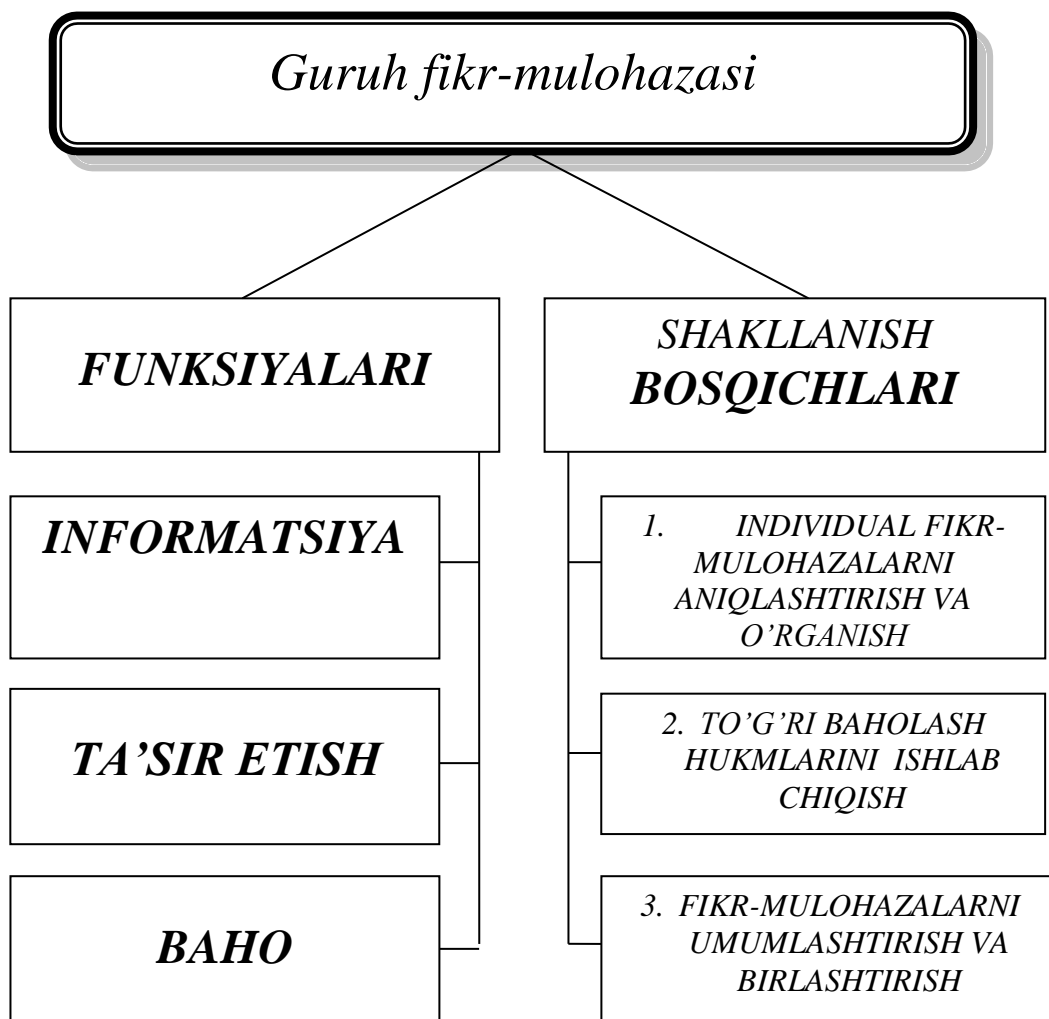 Guruh fikr-mulohazasi
FUNKSIYALARI
INFORMATSIYA
TA’SIR ETISH
BAHO
SHAKLLANISH
BOSQICHLARI
1. INDIVIDUAL FIKR-
MULOHAZALARNI
ANIQLASHTIRISH VA
O’RGANISH
2. TO’G’RI BAHOLASH
HUKMLARINI ISHLAB
CHIQISH
3. FIKR-MULOHAZALARNI
UMUMLASHTIRISH VA
BIRLASHTIRISH